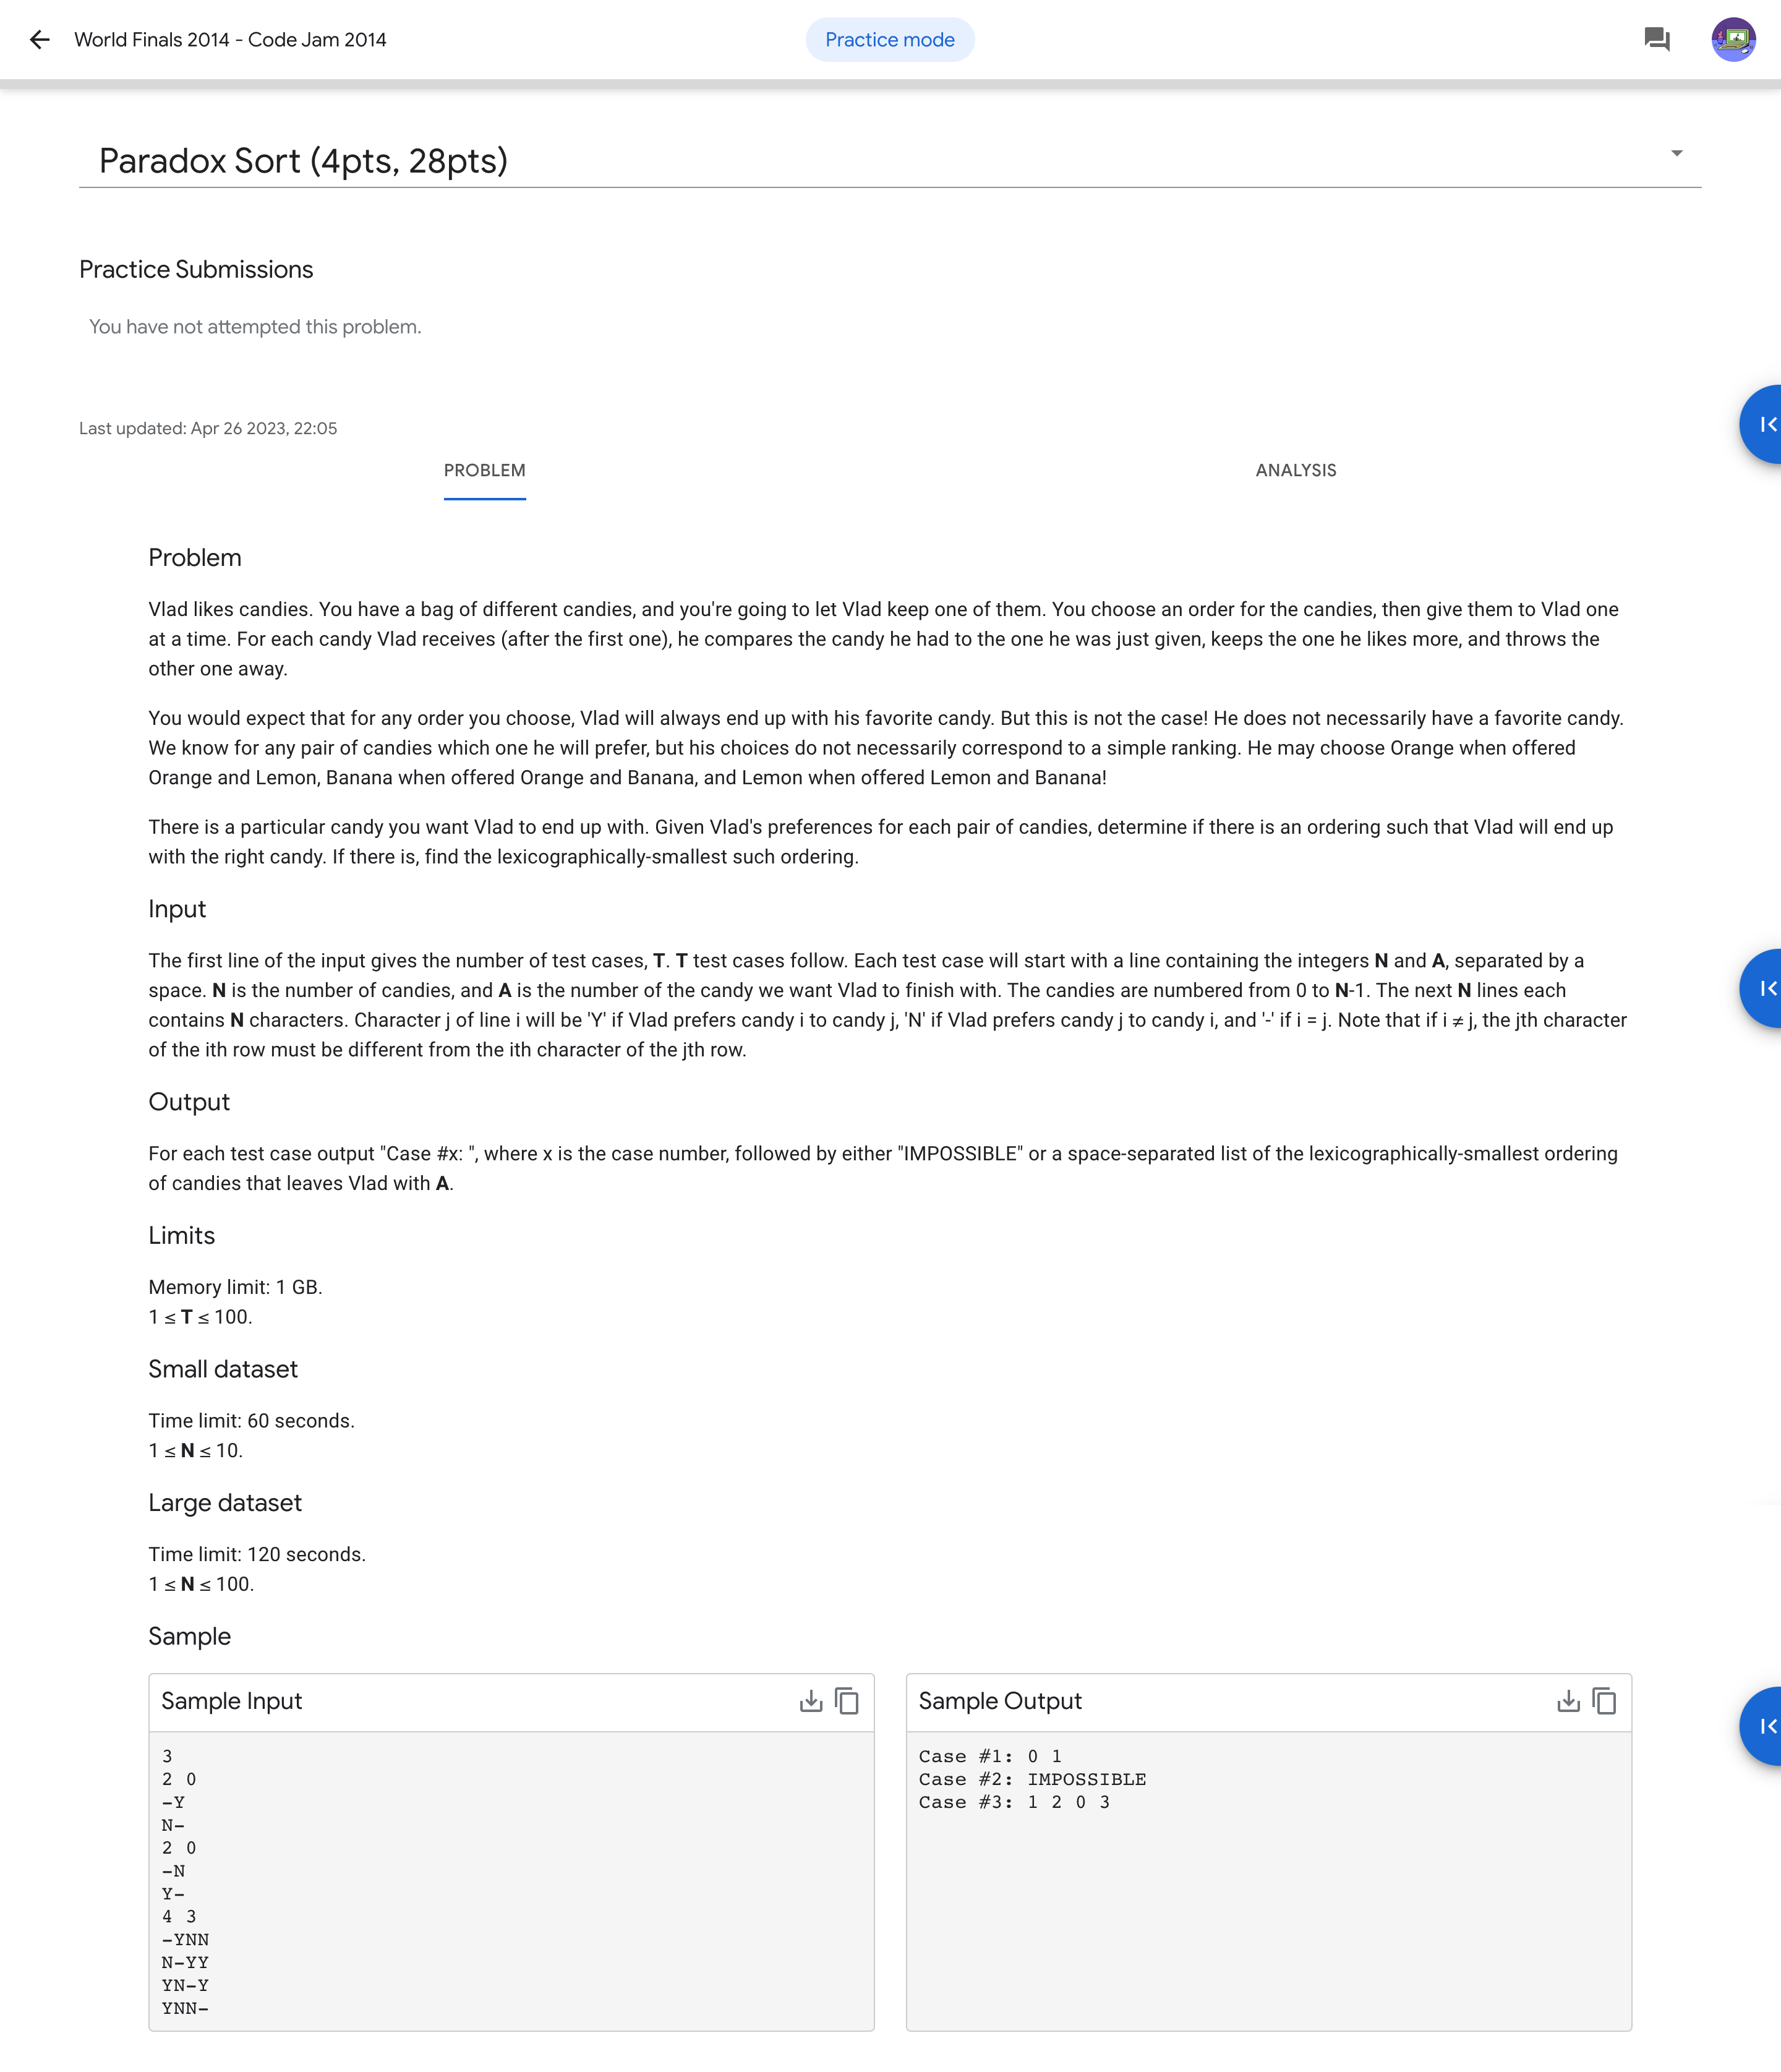 World Finals 2014 - Code Jam 2014
Practice mode
Paradox Sort (4pts, 28pts)
Practice Submissions
You have not attempted this problem.
Last updated: Apr 26 2023, 22:05
PROBLEM
ANALYSIS
Problem
Vlad likes candies. You have a bag of different candies, and you're going to let Vlad keep one of them. You choose an order for the candies, then give them to Vlad one
at a time. For each candy Vlad receives (after the first one), he compares the candy he had to the one he was just given, keeps the one he likes more, and throws the
other one away.
You would expect that for any order you choose, Vlad will always end up with his favorite candy. But this is not the case! He does not necessarily have a favorite candy.
We know for any pair of candies which one he will prefer, but his choices do not necessarily correspond to a simple ranking. He may choose Orange when offered
Orange and Lemon, Banana when offered Orange and Banana, and Lemon when offered Lemon and Banana!
There is a particular candy you want Vlad to end up with. Given Vlad's preferences for each pair of candies, determine if there is an ordering such that Vlad will end up
with the right candy. If there is, find the lexicographically-smallest such ordering.
Input
The first line of the input gives the number of test cases, T. T test cases follow. Each test case will start with a line containing the integers N and A, separated by a
space. N is the number of candies, and A is the number of the candy we want Vlad to finish with. The candies are numbered from 0 to N-1. The next N lines each
contains N characters. Character j of line i will be 'Y' if Vlad prefers candy i to candy j, 'N' if Vlad prefers candy j to candy i, and '-' if i = j. Note that if i ≠ j, the jth character
of the ith row must be different from the ith character of the jth row.
Output
For each test case output "Case #x: ", where x is the case number, followed by either "IMPOSSIBLE" or a space-separated list of the lexicographically-smallest ordering
of candies that leaves Vlad with A.
Limits
Memory limit: 1 GB.
1 ≤ T ≤ 100.
Small dataset
Time limit: 60 seconds.
1 ≤ N ≤ 10.
Large dataset
Time limit: 120 seconds.
1 ≤ N ≤ 100.
Sample
Sample Input
3
2 0
-Y
N-
2 0
-N
Y-
4 3
-YNN
N-YY
YN-Y
YNN-
Sample Output
Case #1: 0 1
Case #2: IMPOSSIBLE
Case #3: 1 2 0 3